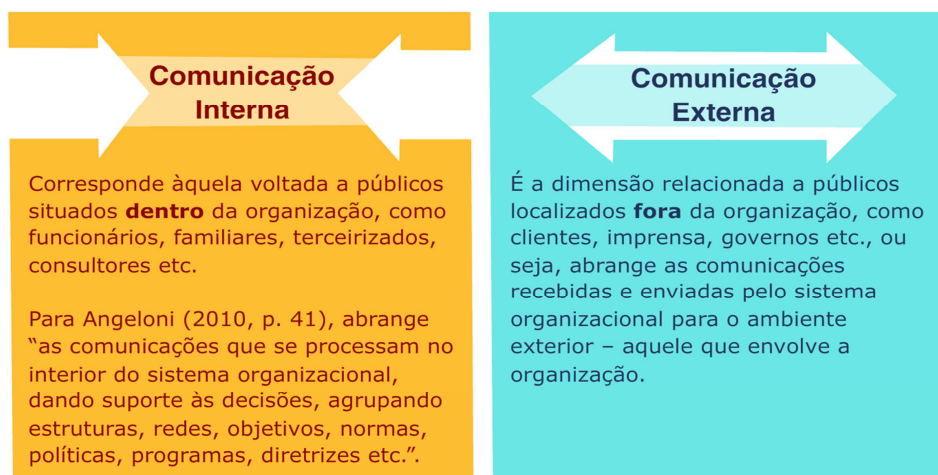 Comunicação
Interna
Corresponde àquela voltada a públicos
situados dentro da organização, como
funcionários, familiares, terceirizados,
consultores etc.
Para Angeloni (2010, p. 41), abrange
“as comunicações que se processam no
interior do sistema organizacional,
dando suporte às decisões, agrupando
estruturas, redes, objetivos, normas,
políticas, programas, diretrizes etc.”.
Comunicação
Externa
É a dimensão relacionada a públicos
localizados fora da organização, como
clientes, imprensa, governos etc., ou
seja, abrange as comunicações
recebidas e enviadas pelo sistema
organizacional para o ambiente
exterior – aquele que envolve a
organização.